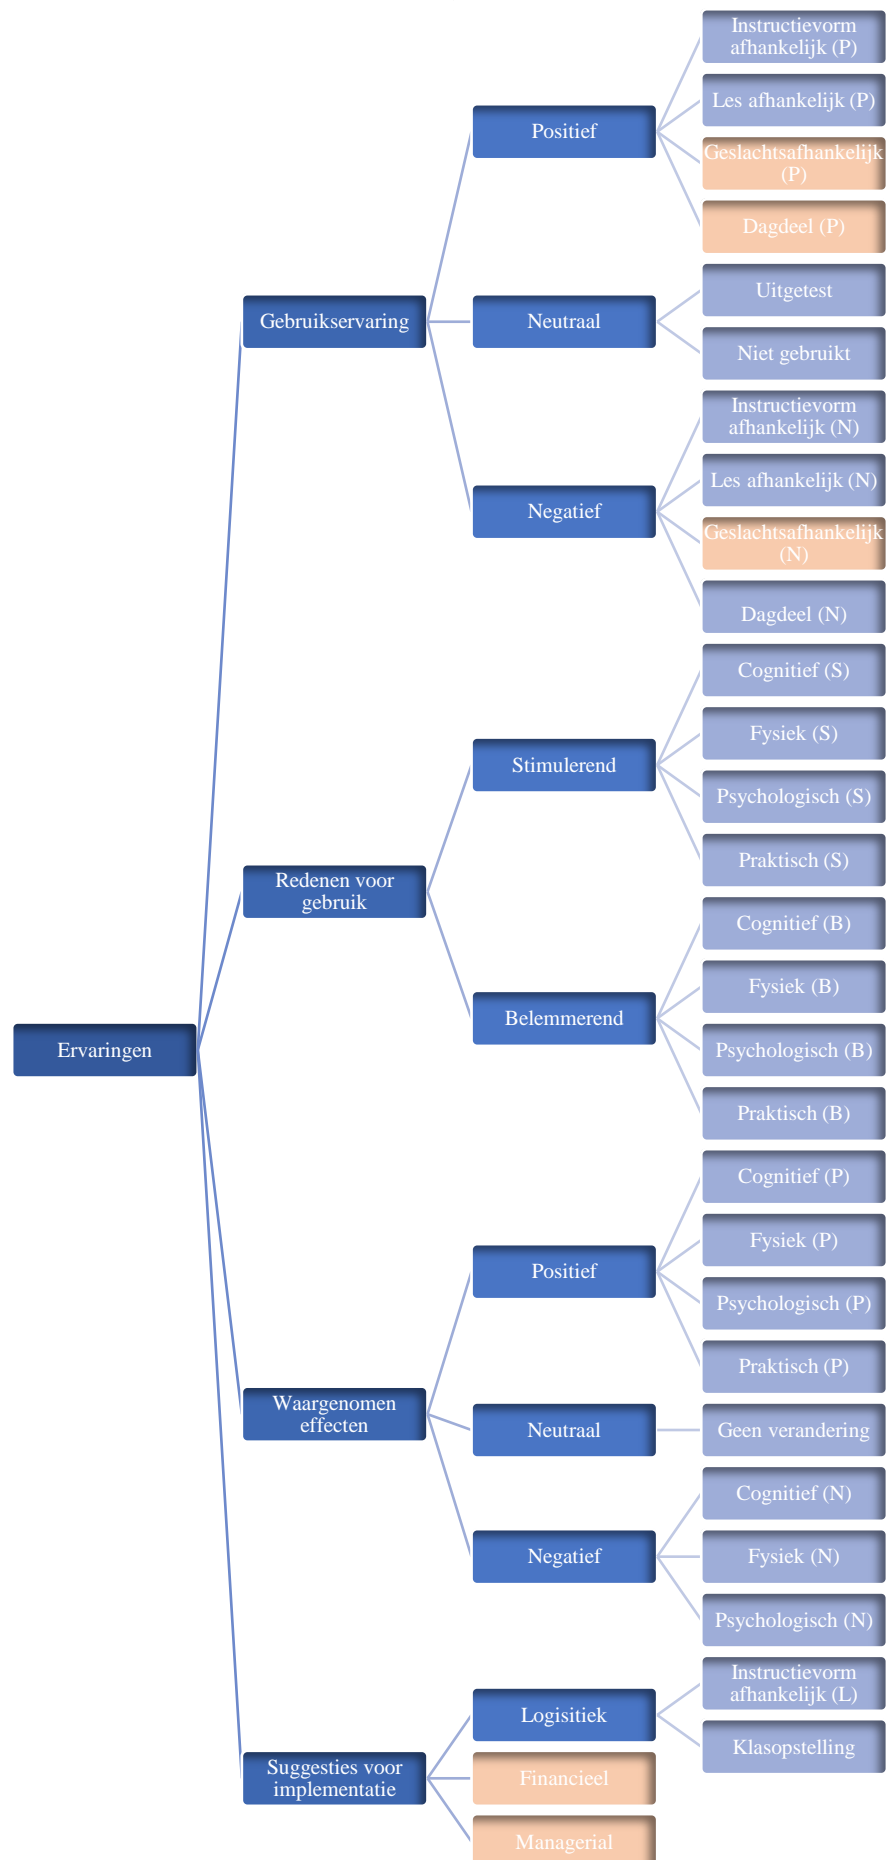 Ervaringen
Gebruikservaring
Positief
Instructievorm
afhankelijk (P)
Les afhankelijk (P)
Geslachtsafhankelijk
(P)
Dagdeel (P)
Neutraal
Uitgetest
Niet gebruikt
Negatief
Instructievorm
afhankelijk (N)
Les afhankelijk (N)
Geslachtsafhankelijk
(N)
Dagdeel (N)
Redenen voor
gebruik
Stimulerend
Cognitief (S)
Fysiek (S)
Psychologisch (S)
Praktisch (S)
Belemmerend
Cognitief (B)
Fysiek (B)
Psychologisch (B)
Praktisch (B)
Waargenomen
effecten
Positief
Cognitief (P)
Fysiek (P)
Psychologisch (P)
Praktisch (P)
Neutraal
Geen verandering
Negatief
Cognitief (N)
Fysiek (N)
Psychologisch (N)
Suggesties voor
implementatie
Logisitiek
Instructievorm
afhankelijk (L)
Klasopstelling
Financieel
Managerial